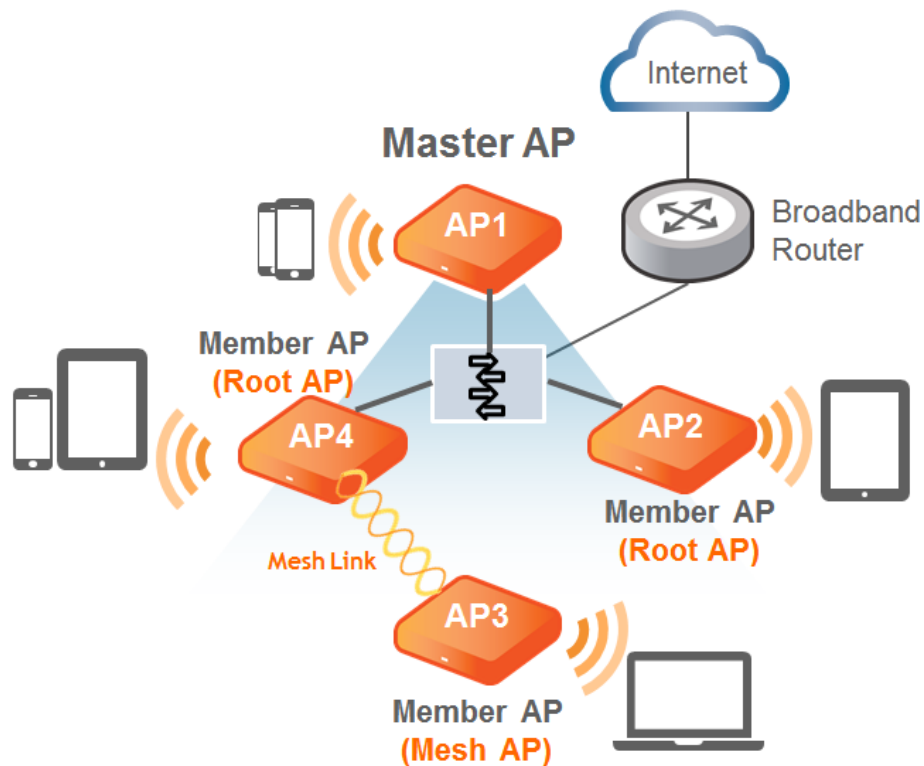 Internet
Master AP
AP1
Broadband
Router
Member AP
(Root AP)
AP4
AP2
Member AP
(Root AP)
Mesh Link
AP3
Member AP
(Mesh AP)